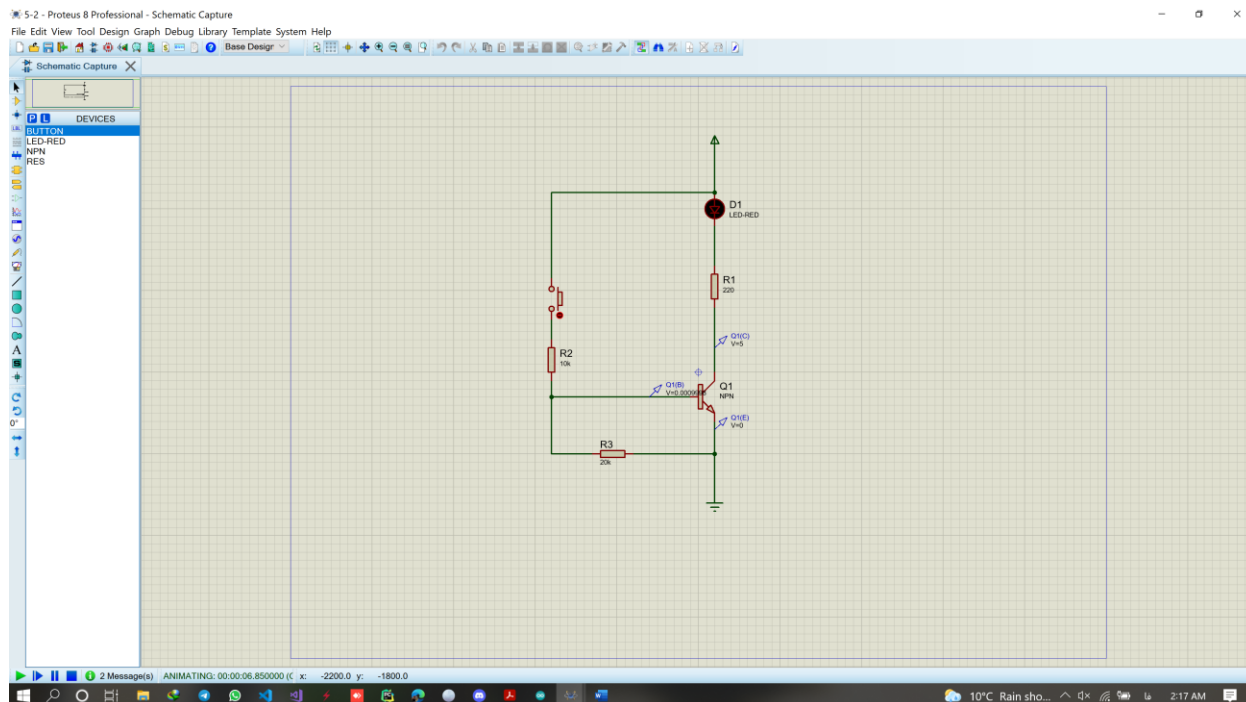 5-2 - Proteus 8 Professional - Schematic Capture
File Edit View Tool Design Graph Debug Library Template System Help
Base Design
Schematic Capture
P L DEVICES
BUTTON
LED-RED
NPN
RES
LBL
A
0°
D1
LED-RED
R1
220
Q1(C)
V=5
R2
10k
Q1(B)
Q1
NPN
Q1(E)
V=0
R3
20k
2 Message(s) ANIMATING: 00:00:06.850000 (C x: -2200.0 y: -1800.0
10°C Rain sho... 2:17 AM